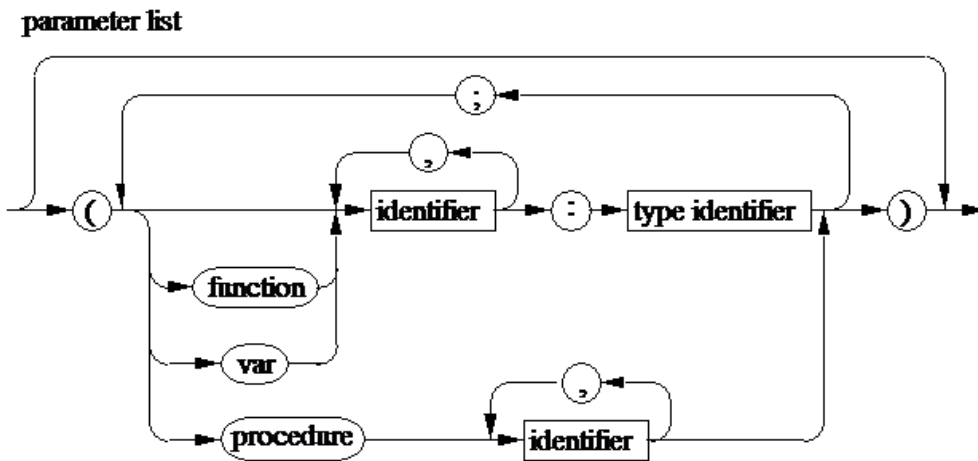 parameter list
;
,
( identifier : type identifier )
function
var
,
procedure identifier